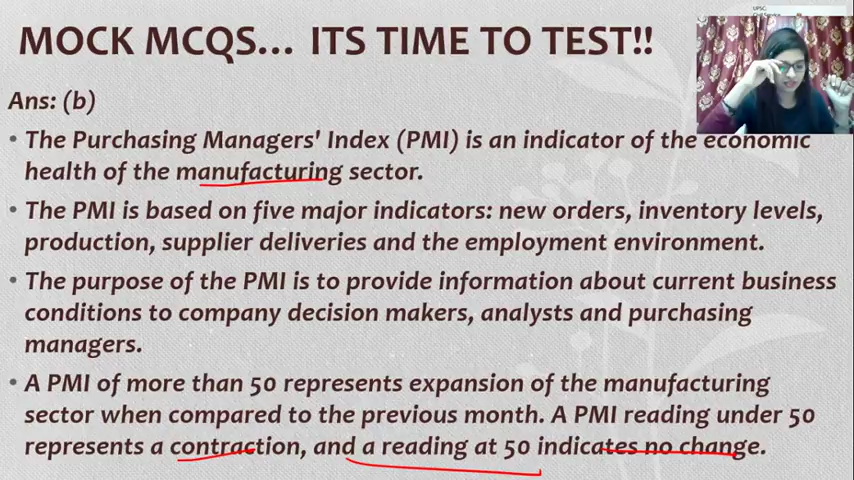 UPSC
MOCK MCQS... ITS TIME TO TEST!!
Ans: (b)
• The Purchasing Managers' Index (PMI) is an indicator of the economic
health of the manufacturing sector.
• The PMI is based on five major indicators: new orders, inventory levels,
production, supplier deliveries and the employment environment.
• The purpose of the PMI is to provide information about current business
conditions to company decision makers, analysts and purchasing
managers.
• A PMI of more than 50 represents expansion of the manufacturing
sector when compared to the previous month. A PMI reading under 50
represents a contraction, and a reading at 50 indicates no change.